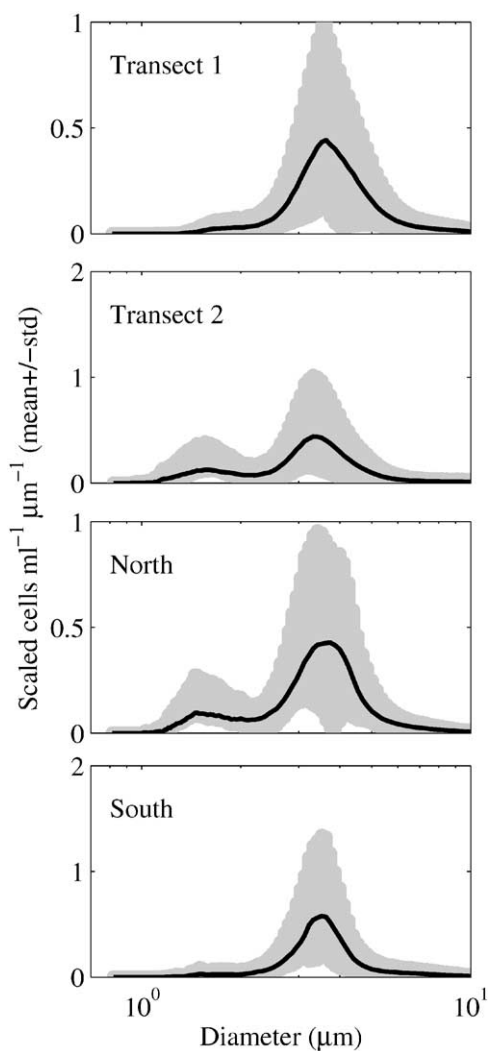 1
Transect 1
0.5
0
2
Transect 2
1
0
1
North
0.5
0
2
South
1
0
10⁰
10¹
Diameter (μm)
Scaled cells ml⁻¹ μm⁻¹ (mean+/−std)